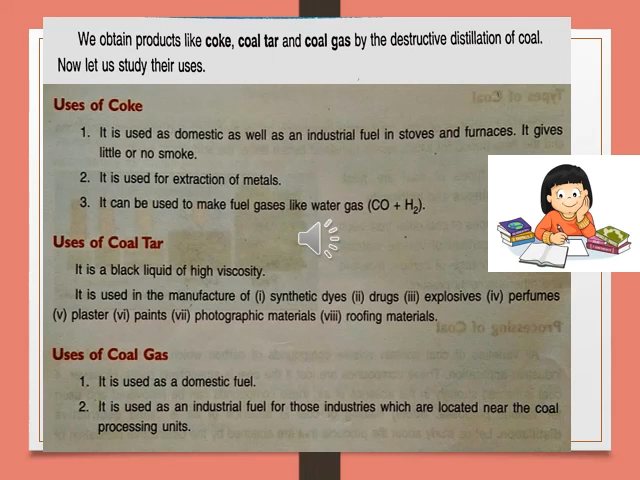 We obtain products like coke, coal tar and coal gas by the destructive distillation of coal.
Now let us study their uses.
Uses of Coke
1. It is used as domestic as well as an industrial fuel in stoves and furnaces. It gives
little or no smoke.
2. It is used for extraction of metals.
3. It can be used to make fuel gases like water gas (CO + H₂).
Uses of Coal Tar
It is a black liquid of high viscosity.
It is used in the manufacture of (i) synthetic dyes (ii) drugs (iii) explosives (iv) perfumes
(v) plaster (vi) paints (vii) photographic materials (viii) roofing materials.
Uses of Coal Gas
1. It is used as a domestic fuel.
2. It is used as an industrial fuel for those industries which are located near the coal
processing units.